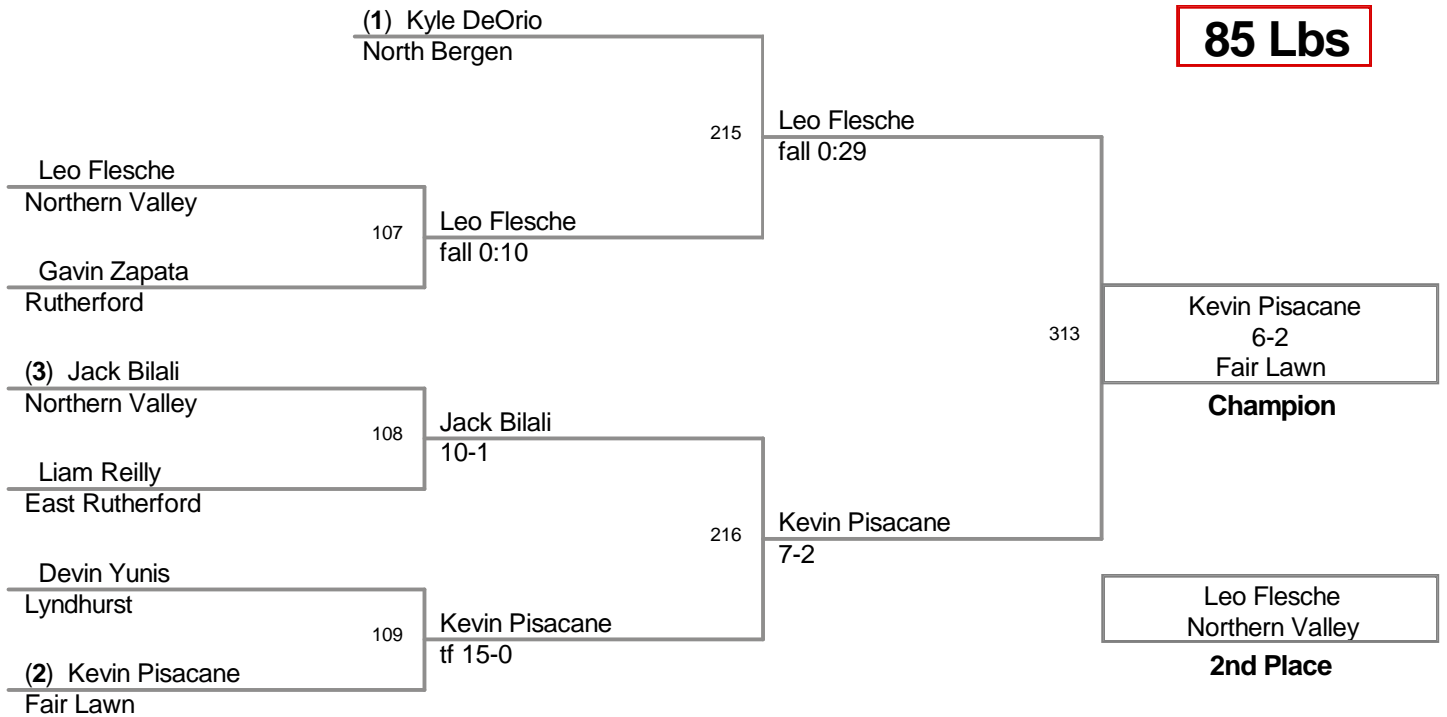 (1) Kyle DeOrio
North Bergen
85 Lbs
215
Leo Flesche
fall 0:29
Leo Flesche
Northern Valley
107
Leo Flesche
fall 0:10
Gavin Zapata
Rutherford
313
Kevin Pisacane
6-2
Fair Lawn
Champion
(3) Jack Bilali
Northern Valley
108
Jack Bilali
10-1
Liam Reilly
East Rutherford
216
Kevin Pisacane
7-2
Devin Yunis
Lyndhurst
109
Kevin Pisacane
tf 15-0
(2) Kevin Pisacane
Fair Lawn
Leo Flesche
Northern Valley
2nd Place